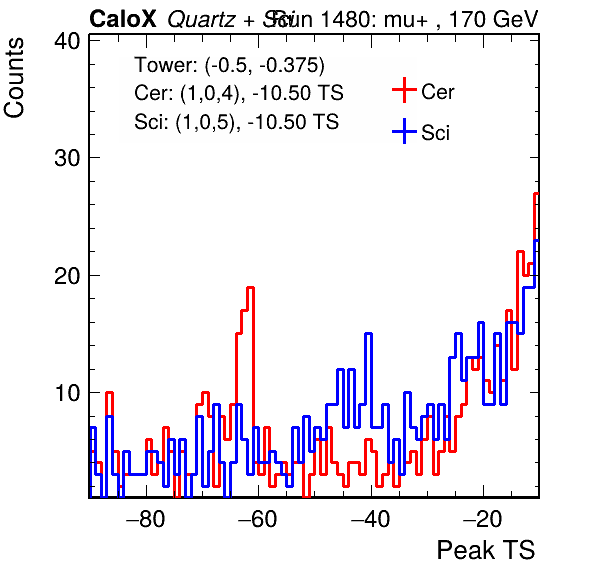 CaloX Quartz + Sci Run 1480: mu+ , 170 GeV
Counts
40
30
20
10
Tower: (-0.5, -0.375)
Cer: (1,0,4), -10.50 TS
Sci: (1,0,5), -10.50 TS
Cer
Sci
−80 −60 −40 −20
Peak TS